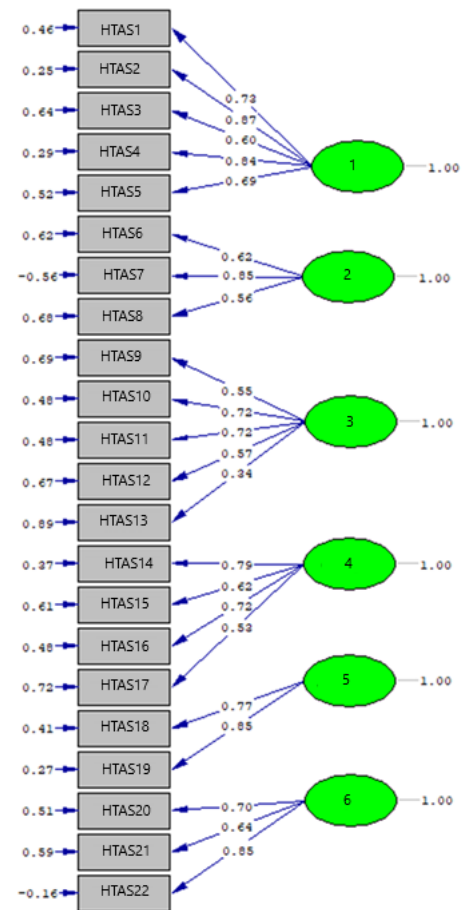 0.46 HTAS1
0.25 HTAS2
0.73
0.64 HTAS3 0.87
0.60
0.29 HTAS4 0.84 1 1.00
0.52 HTAS5 0.69
0.62 HTAS6 0.62
-0.56 HTAS7 0.85 2 1.00
0.68 HTAS8 0.56
0.69 HTAS9
0.48 HTAS10 0.55
0.72 3 1.00
0.48 HTAS11 0.72
0.67 HTAS12 0.57
0.34
0.89 HTAS13
0.37 HTAS14 0.79 4 1.00
0.61 HTAS15 0.62
0.72
0.48 HTAS16 0.53
0.72 HTAS17 5 1.00
0.41 HTAS18 0.77
0.85
0.27 HTAS19
0.51 HTAS20 0.70 6 1.00
0.59 HTAS21 0.64
0.85
-0.16 HTAS22